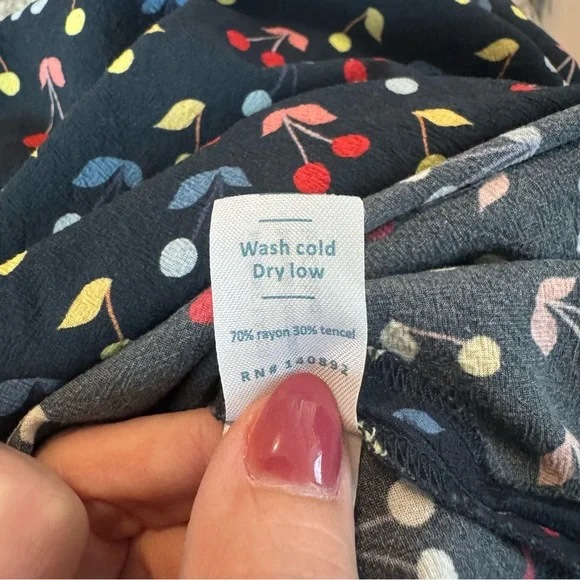 Wash cold
Dry low
70% rayon 30% tencel
RN# 140892